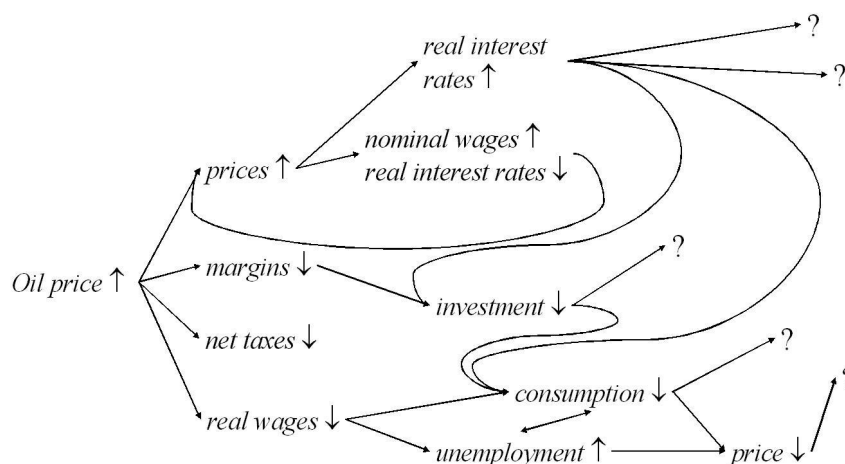 real interest
rates ↑
?
?
nominal wages ↑
prices ↑
real interest rates ↓
?
Oil price ↑
margins ↓
investment ↓
net taxes ↓
?
?
consumption ↓
real wages ↓
unemployment ↑
price ↓